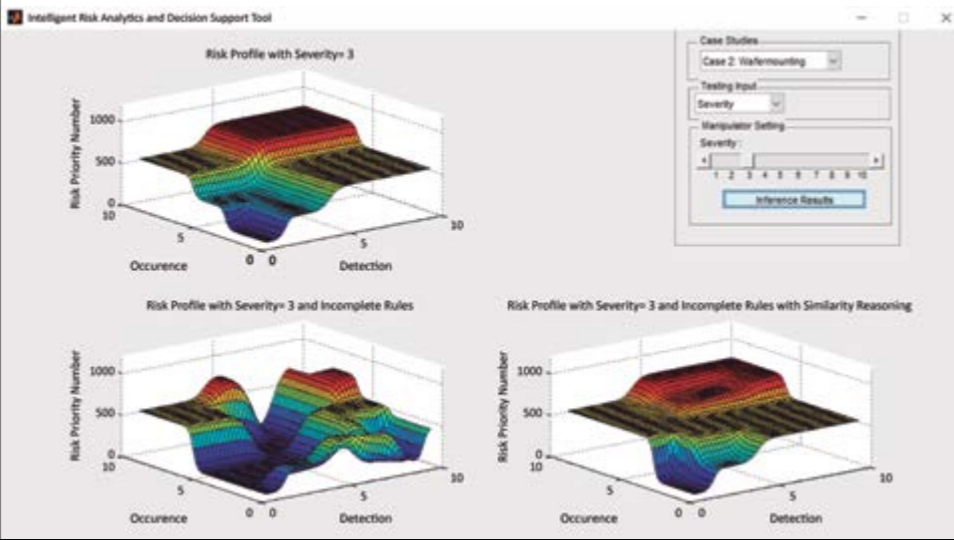 Intelligent Risk Analytics and Decision Support Tool
Risk Profile with Severity= 3
Risk Priority Number
1000
500
0
10
5
0
Occurence
0
5
10
Detection
Case Studies
Case 2: Wafermounting
Testing Input
Severity
Manipulator Setting
Severity :
1 2 3 4 5 6 7 8 9 10
Inference Results
Risk Profile with Severity= 3 and Incomplete Rules
Risk Priority Number
1000
500
0
10
5
0
Occurence
0
5
10
Detection
Risk Profile with Severity= 3 and Incomplete Rules with Similarity Reasoning
Risk Priority Number
1000
500
0
10
5
0
Occurence
0
5
10
Detection